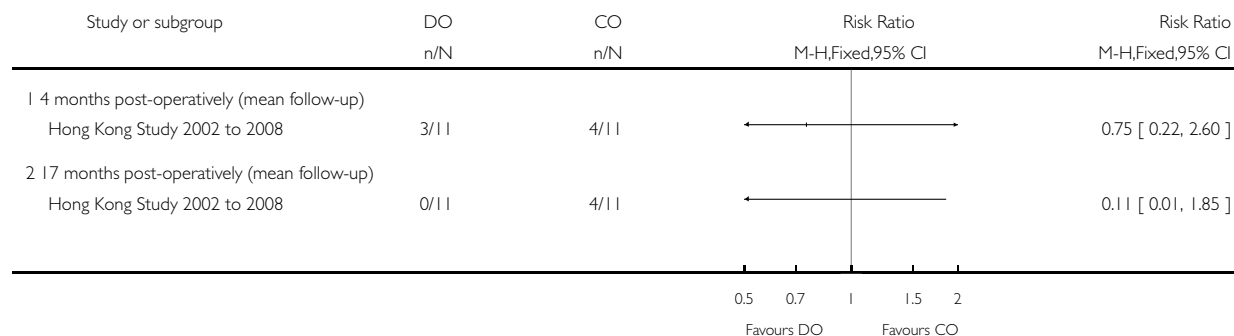 Study or subgroup DO CO Risk Ratio Risk Ratio
n/N n/N M-H,Fixed,95% CI M-H,Fixed,95% CI
1 4 months post-operatively (mean follow-up)
Hong Kong Study 2002 to 2008 3/11 4/11 0.75 [ 0.22, 2.60 ]
2 17 months post-operatively (mean follow-up)
Hong Kong Study 2002 to 2008 0/11 4/11 0.11 [ 0.01, 1.85 ]
0.5 0.7 1 1.5 2
Favours DO Favours CO